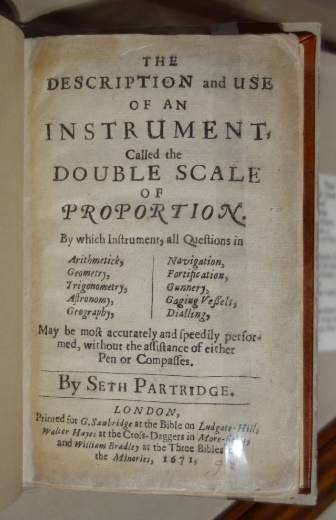 THE
DESCRIPTION and USE
OF AN
INSTRUMENT,
Called the
DOUBLE SCALE
OF
PROPORTION.
By which Inſtrument, all Queſtions in
Arithmetick,
Geometry,
Trigonometry,
Aſtronomy,
Geography,
Navigation,
Fortification,
Gunnery,
Gaging Veſſels,
Dialling,
May be moſt accurately and ſpeedily perfor-
med, without the aſſiſtance of either
Pen or Compaſſes.
By SETH PARTRIDGE.
LONDON,
Printed for G. Sawbridge at the Bible on Ludgate-Hill,
Walter Hayes at the Croſs-Daggers in More-fields,
and William Bradley at the Three Bibles
the Minories, 1671.